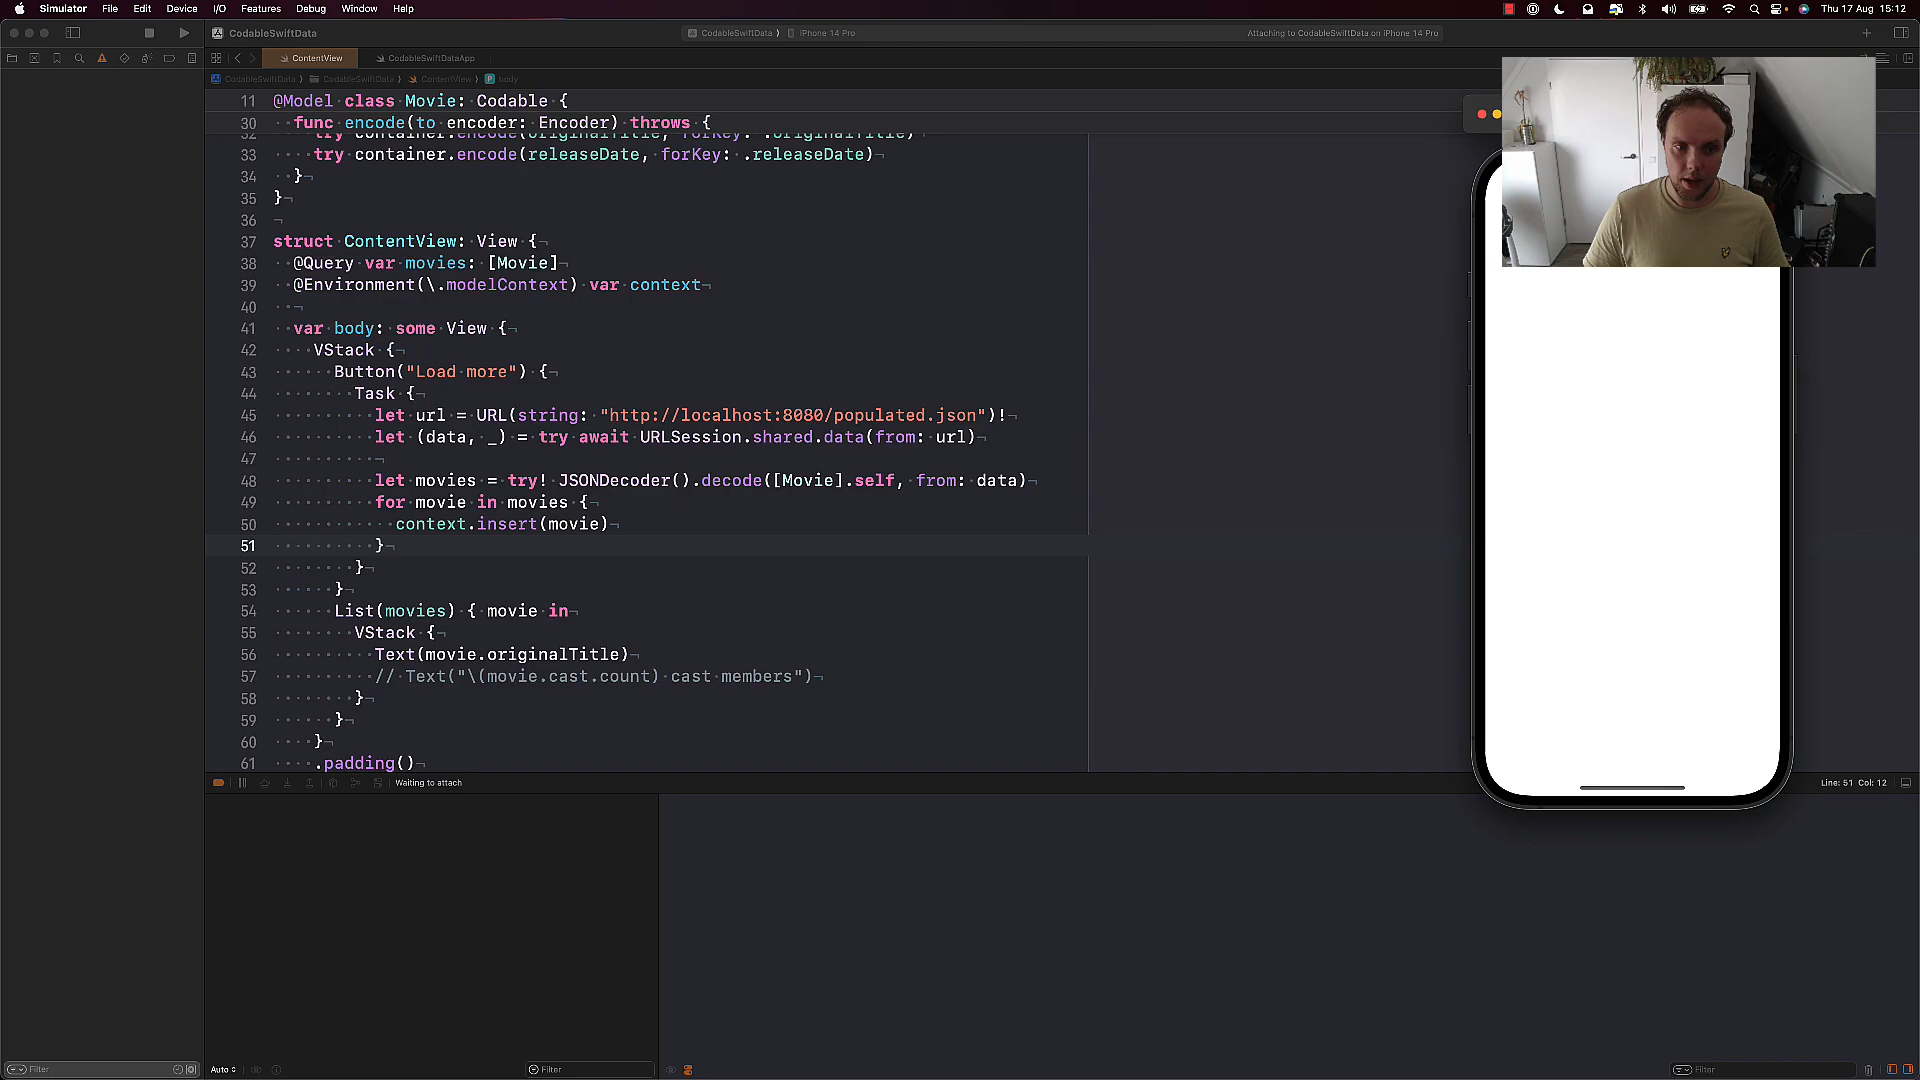 Simulator File Edit Device I/O Features Debug Window Help Thu 17 Aug 15:12
CodableSwiftData CodableSwiftData 〉 iPhone 14 Pro Attaching to CodableSwiftData on iPhone 14 Pro
ContentView CodableSwiftDataApp
CodableSwiftData 〉 CodableSwiftData 〉 ContentView 〉 P body
11 @Model class Movie: Codable {
30 func encode(to encoder: Encoder) throws {
32 try container.encode(originalTitle, forKey: .originalTitle)
33 try container.encode(releaseDate, forKey: .releaseDate)
34 }
35 }
36
37 struct ContentView: View {
38 @Query var movies: [Movie]
39 @Environment(\.modelContext) var context
40
41 var body: some View {
42 VStack {
43 Button("Load more") {
44 Task {
45 let url = URL(string: "http://localhost:8080/populated.json")!
46 let (data, _) = try await URLSession.shared.data(from: url)
47
48 let movies = try! JSONDecoder().decode([Movie].self, from: data)
49 for movie in movies {
50 context.insert(movie)
51 }
52 }
53 }
54 List(movies) { movie in
55 VStack {
56 Text(movie.originalTitle)
57 // Text("\(movie.cast.count) cast members")
58 }
59 }
60 }
61 .padding()
Waiting to attach Line: 51 Col: 12
Filter Auto Filter Filter